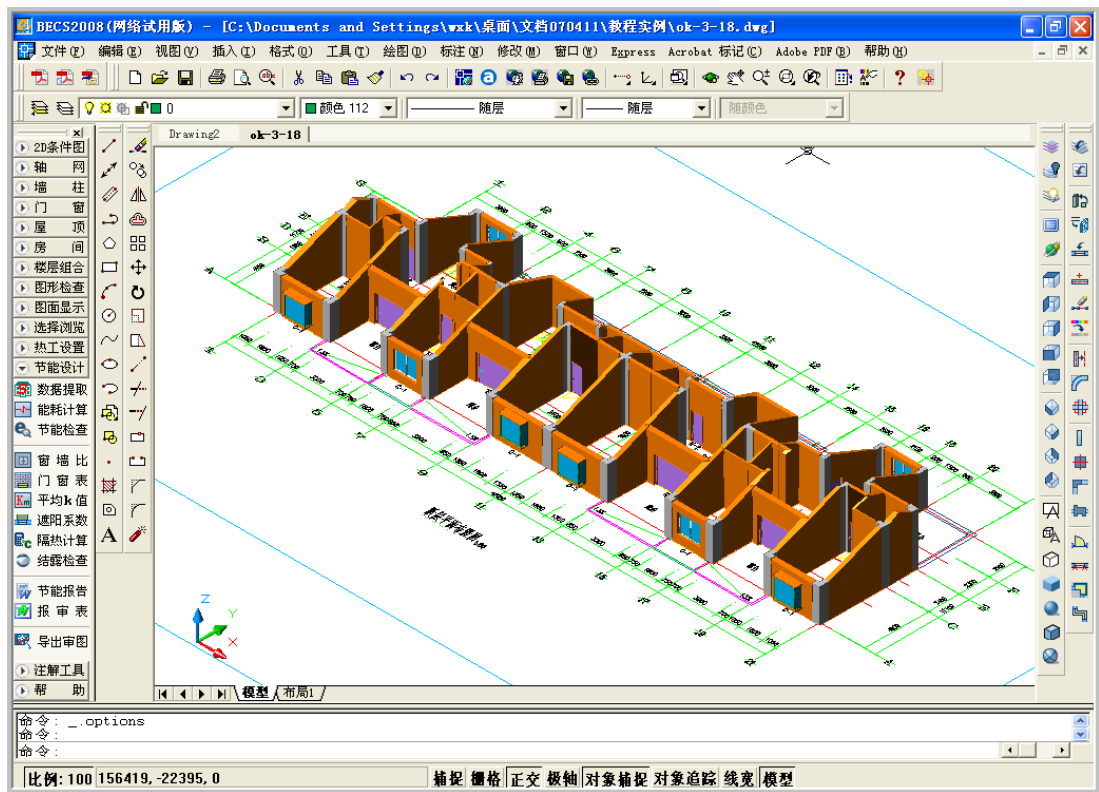 BECS2008(网络试用版) - [C:\Documents and Settings\wxk\桌面\文档070411\教程实例\ok-3-18.dwg]
文件(F) 编辑(E) 视图(V) 插入(I) 格式(O) 工具(T) 绘图(D) 标注(N) 修改(M) 窗口(W) Express Acrobat 标记(C) Adobe PDF(B) 帮助(H)
0 颜色 112 随层 随层 随颜色
Drawing2 ok-3-18
2D条件图
轴 网
墙 柱
门 窗
屋 顶
房 间
楼层组合
图形检查
图面显示
选择浏览
热工设置
节能设计
数据提取
能耗计算
节能检查
窗 墙 比
门 窗 表
平均k 值
遮阳系数
隔热计算
结露检查
节能报告
报 审 表
导出审图
注解工具
帮 助
Z
Y
X
模型 布局1
命令: _.options
命令:
命令:
比例: 100 156419, -22395, 0 捕捉 栅格 正交 极轴 对象捕捉 对象追踪 线宽 模型